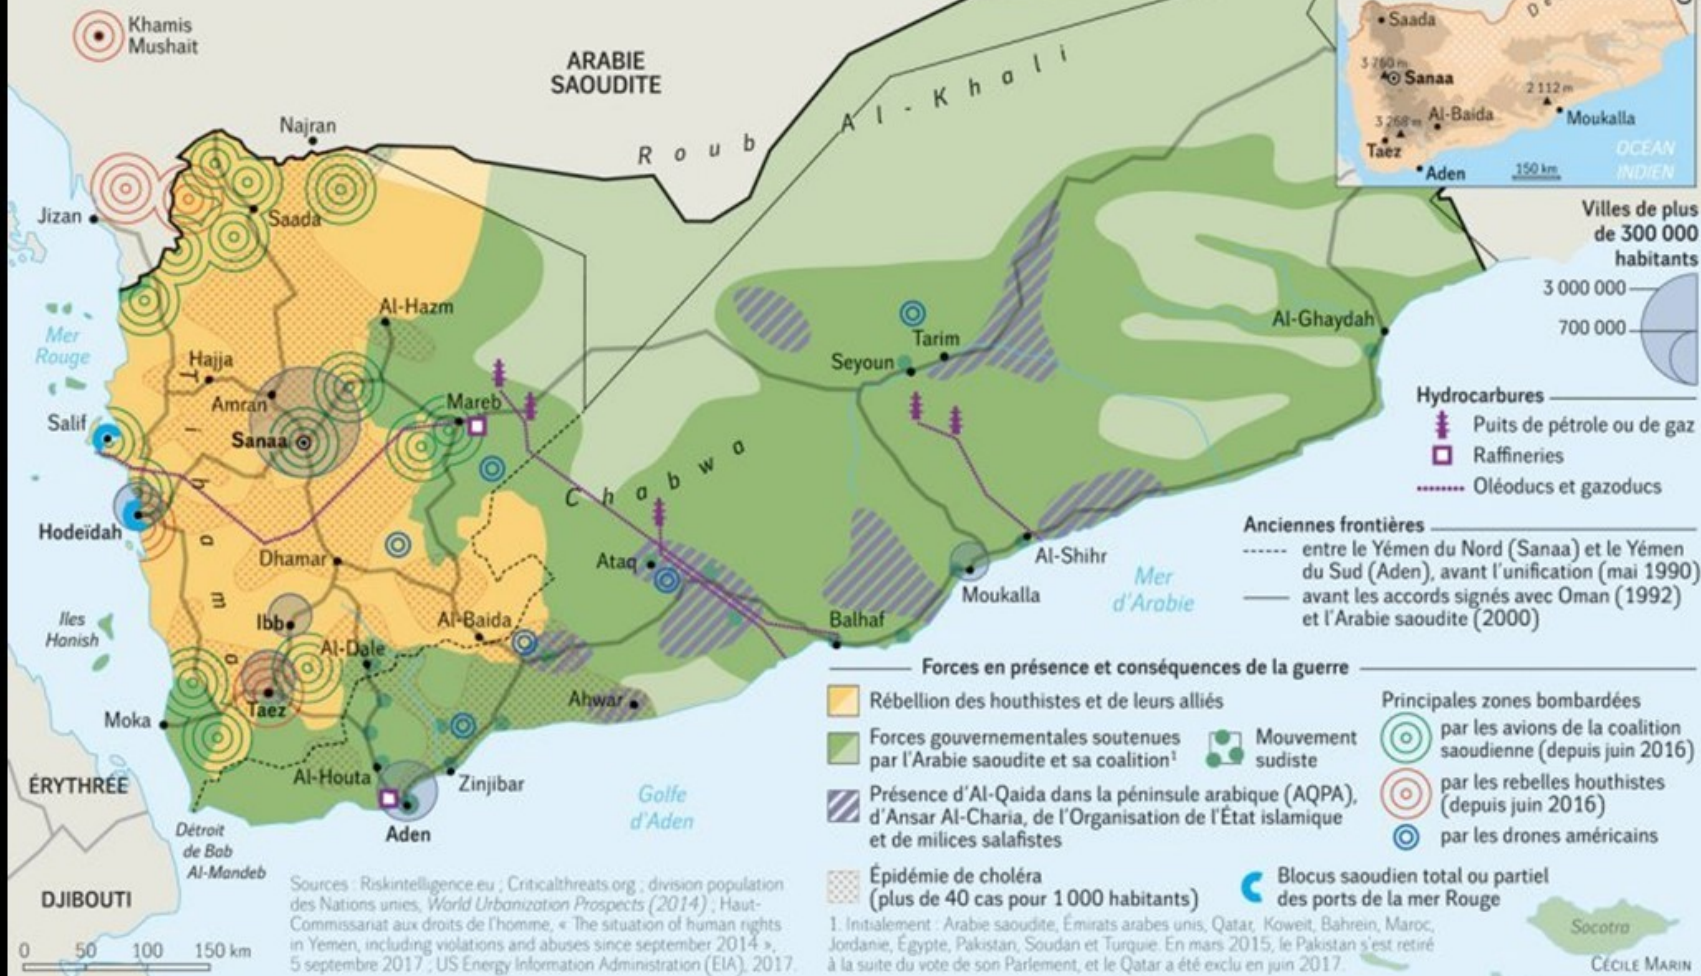 Khamis
Mushait
ARABIE
SAOUDITE
Najran
Roub Al-Khali
Jizan
Saada
Al-Hazm
Mer
Rouge
Hajja
Amran
Sanaa
Salif
Mareb
Tihama
Hodeïdah
Dhamar
Chabwa
Seyoun
Tarim
Al-Ghaydah
Ataq
Al-Shihr
Moukalla
Balhaf
Mer
d'Arabie
Iles
Hanish
Ibb
Al-Baida
Al-Dale
Taez
Moka
Ahwar
Al-Houta
Zinjibar
Aden
Golfe
d'Aden
ÉRYTHRÉE
Détroit
de Bab
Al-Mandeb
DJIBOUTI
0 50 100 150 km
Saada
3 760 m
Sanaa
2 112 m
Al-Baida
3 268 m
Moukalla
Taez
Aden
OCÉAN
INDIEN
150 km
Villes de plus
de 300 000
habitants
3 000 000
700 000
Hydrocarbures
Puits de pétrole ou de gaz
Raffineries
Oléoducs et gazoducs
Anciennes frontières
entre le Yémen du Nord (Sanaa) et le Yémen
du Sud (Aden), avant l'unification (mai 1990)
avant les accords signés avec Oman (1992)
et l'Arabie saoudite (2000)
Forces en présence et conséquences de la guerre
Rébellion des houthistes et de leurs alliés
Forces gouvernementales soutenues
par l'Arabie saoudite et sa coalition¹
Mouvement
sudiste
Présence d'Al-Qaida dans la péninsule arabique (AQPA),
d'Ansar Al-Charia, de l'Organisation de l'État islamique
et de milices salafistes
Épidémie de choléra
(plus de 40 cas pour 1 000 habitants)
Principales zones bombardées
par les avions de la coalition
saoudienne (depuis juin 2016)
par les rebelles houthistes
(depuis juin 2016)
par les drones américains
Blocus saoudien total ou partiel
des ports de la mer Rouge
Sources : Riskintelligence.eu ; Criticalthreats.org ; division population
des Nations unies, World Urbanization Prospects (2014) ; Haut-
Commissariat aux droits de l'homme, « The situation of human rights
in Yemen, including violations and abuses since september 2014 »,
5 septembre 2017 ; US Energy Information Administration (EIA), 2017.
1. Initialement : Arabie saoudite, Émirats arabes unis, Qatar, Koweït, Bahreïn, Maroc,
Jordanie, Égypte, Pakistan, Soudan et Turquie. En mars 2015, le Pakistan s'est retiré
à la suite du vote de son Parlement, et le Qatar a été exclu en juin 2017.
Socotra
CÉCILE MARIN